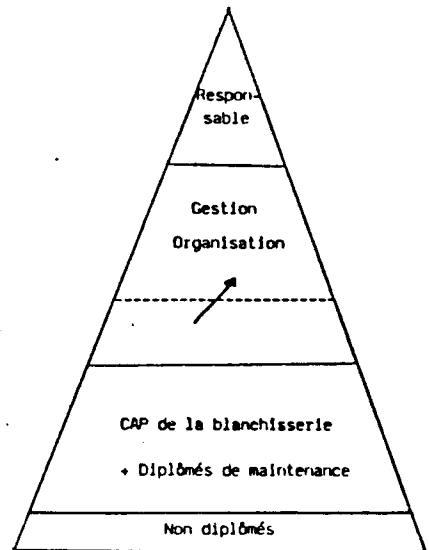 Respon-
sable
Gestion
Organisation
CAP de la blanchisserie
+ Diplômés de maintenance
Non diplômés